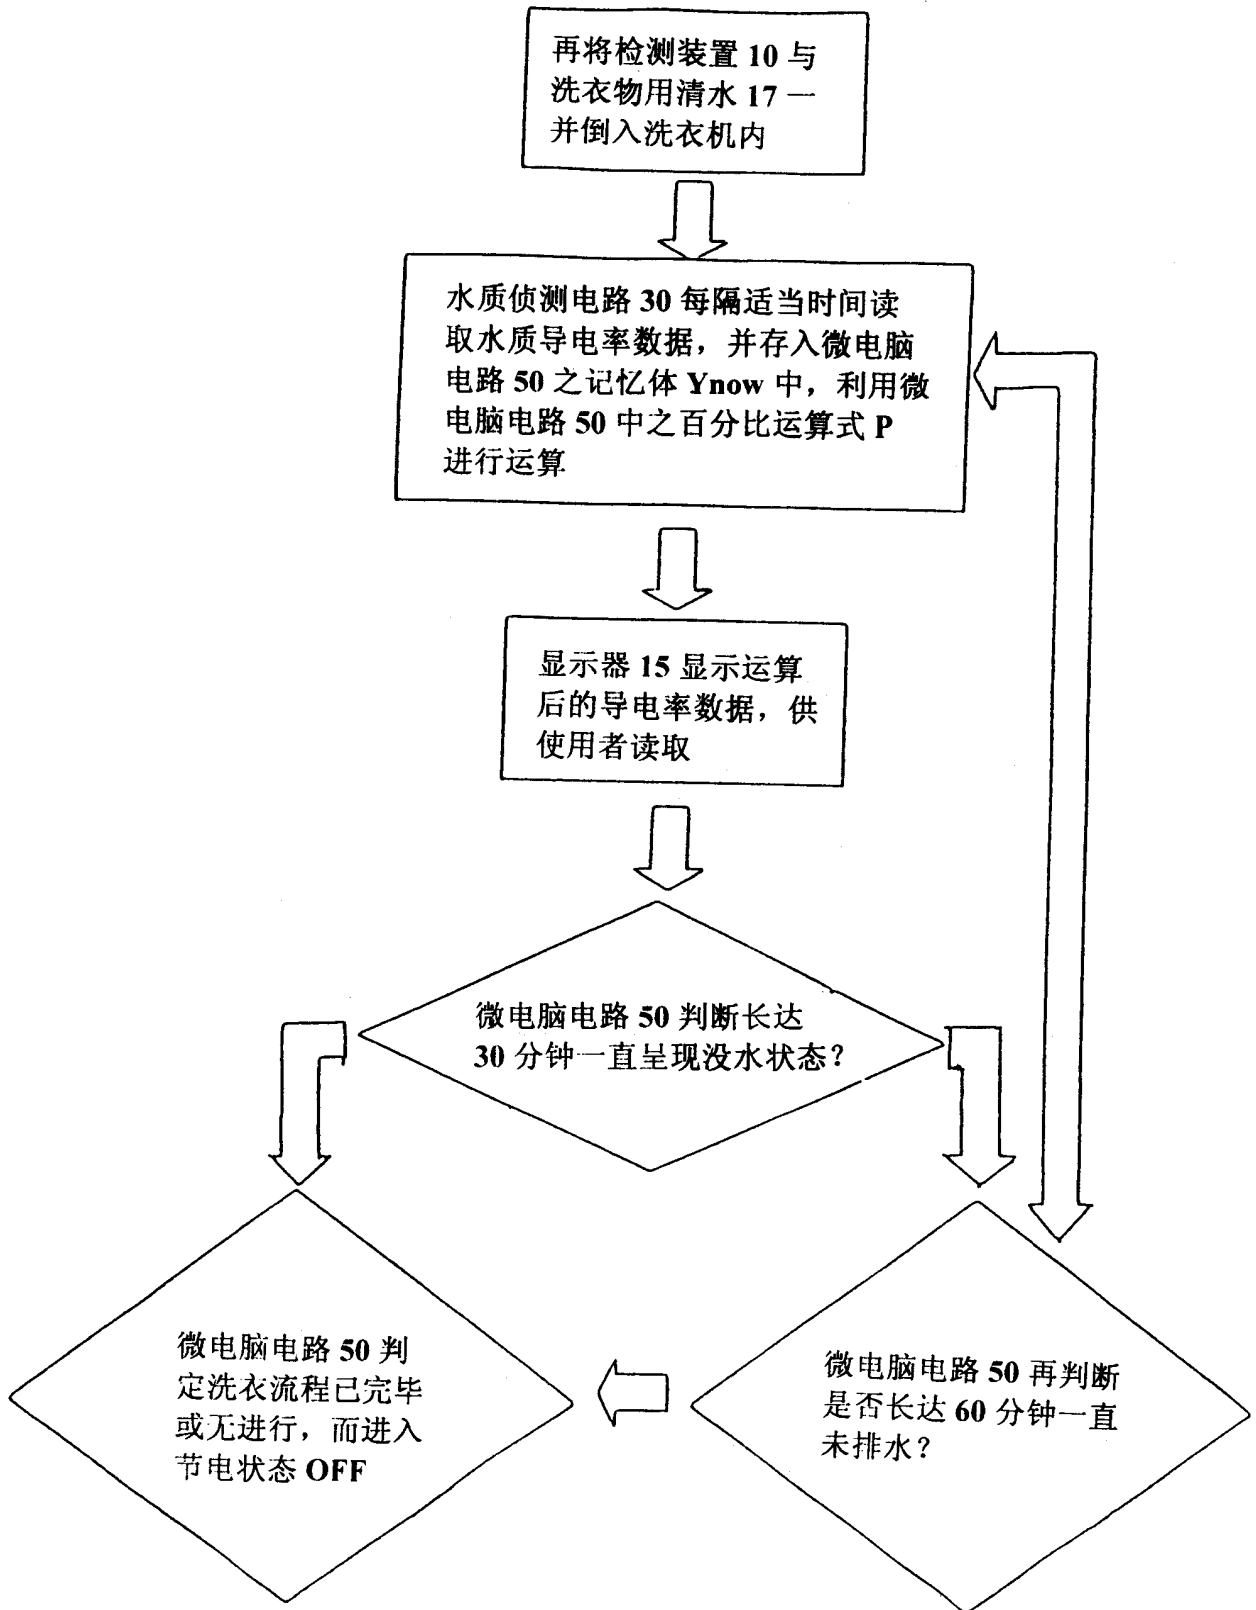 再将检测装置 10 与
洗衣物用清水 17 一
并倒入洗衣机内
水质侦测电路 30 每隔适当时间读
取水质导电率数据，并存入微电脑
电路 50 之记忆体 Ynow 中，利用微
电脑电路 50 中之百分比运算式 P
进行运算
显示器 15 显示运算
后的导电率数据，供
使用者读取
微电脑电路 50 判断长达
30 分钟一直呈现没水状态？
微电脑电路 50 判
定洗衣流程已完毕
或无进行，而进入
节电状态 OFF
微电脑电路 50 再判断
是否长达 60 分钟一直
未排水？